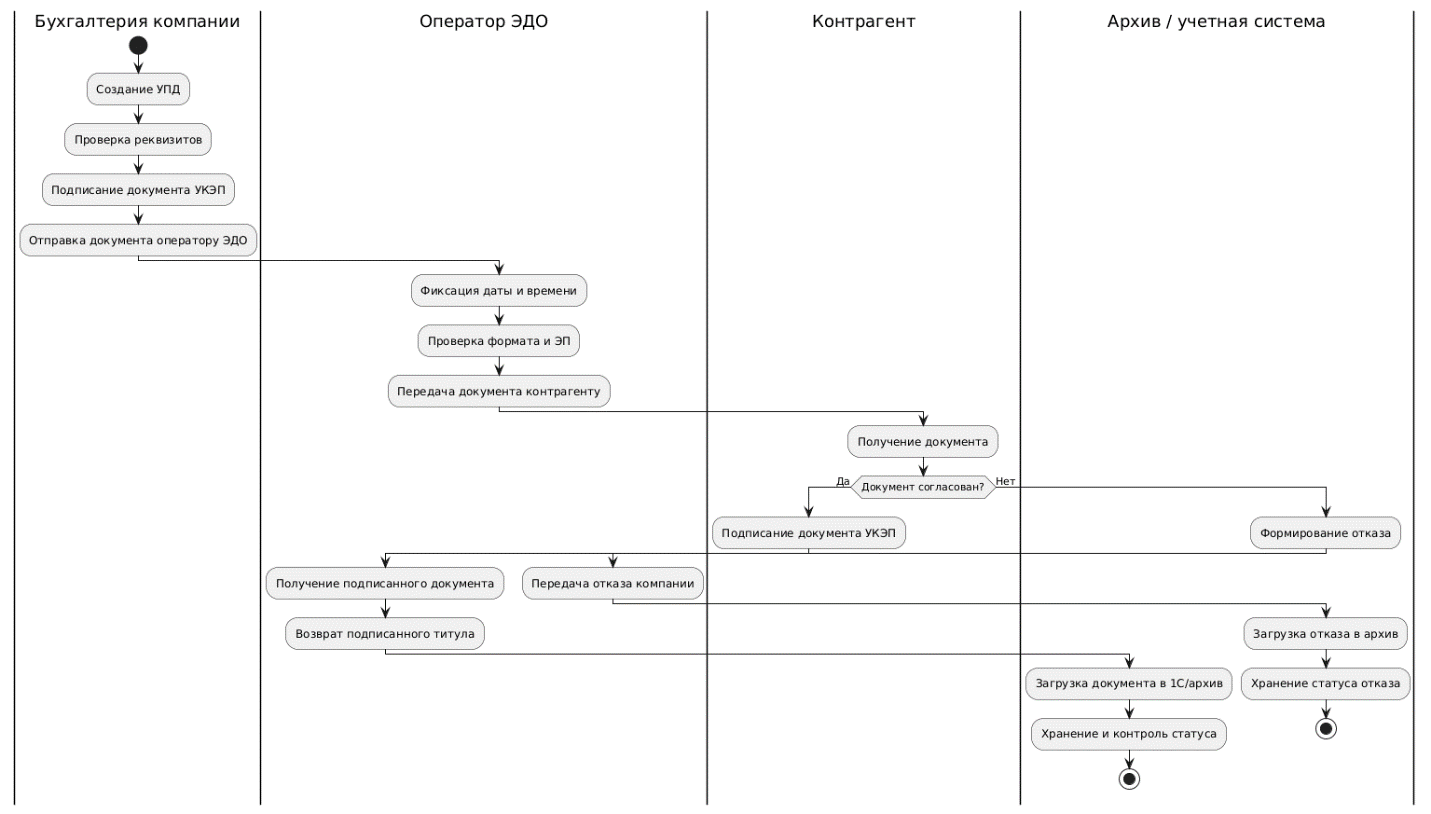 Бухгалтерия компании
Оператор ЭДО
Контрагент
Архив / учетная система
Создание УПД
Проверка реквизитов
Подписание документа УКЭП
Отправка документа оператору ЭДО
Фиксация даты и времени
Проверка формата и ЭП
Передача документа контрагенту
Получение документа
Да
Документ согласован?
Нет
Подписание документа УКЭП
Формирование отказа
Получение подписанного документа
Передача отказа компании
Возврат подписанного титула
Загрузка отказа в архив
Загрузка документа в 1С/архив
Хранение статуса отказа
Хранение и контроль статуса